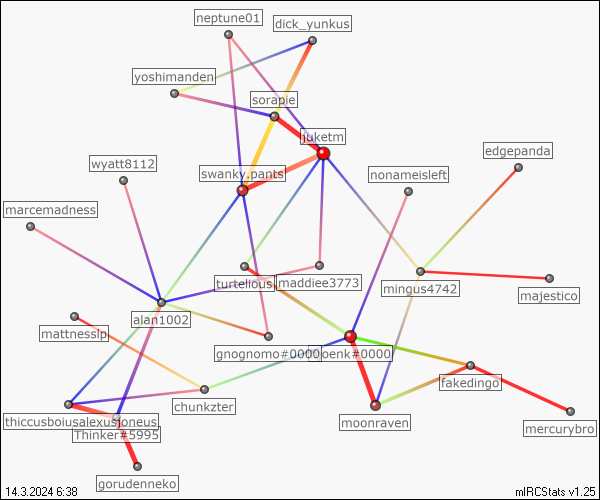 neptune01
dick_yunkus
yoshimanden
sorapie
juketm
edgepanda
wyatt8112
swanky.pants
nonameisleft
marcemadness
turtellous
maddiee3773
mingus4742
majestico
alan1002
mattnesslp
gnognomo#0000
oenk#0000
fakedingo
chunkzter
thiccusboiusalexusjoneus
moonraven
mercurybro
Thinker#5995
gorudenneko
14.3.2024 6:38
mIRCStats v1.25